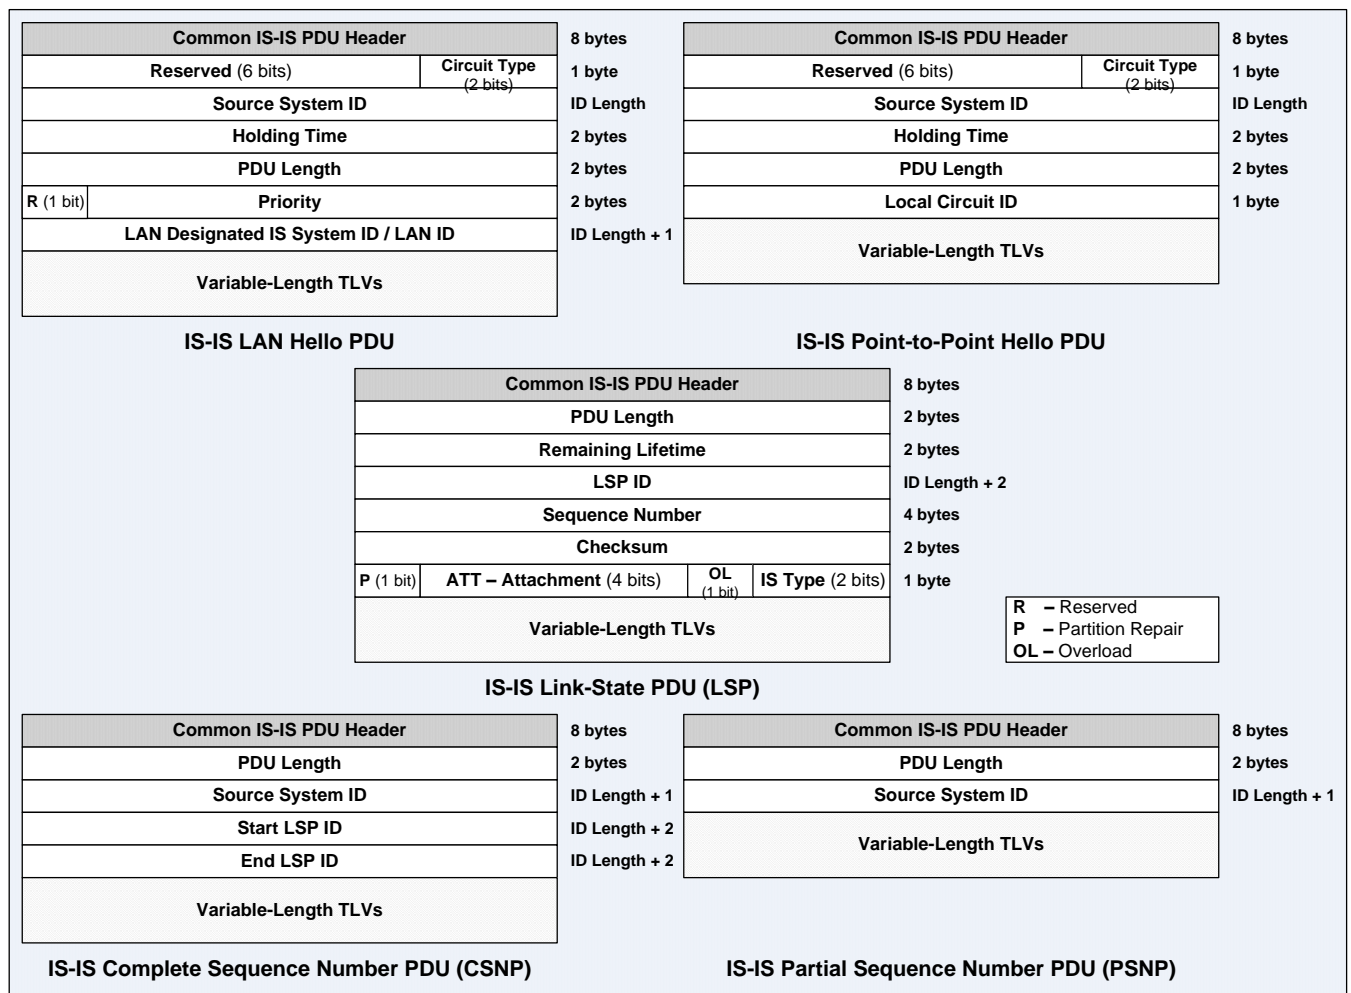 Common IS-IS PDU Header 8 bytes
Reserved (6 bits) Circuit Type (2 bits) 1 byte
Source System ID ID Length
Holding Time 2 bytes
PDU Length 2 bytes
R (1 bit) Priority 2 bytes
LAN Designated IS System ID / LAN ID ID Length + 1
Variable-Length TLVs
IS-IS LAN Hello PDU
Common IS-IS PDU Header 8 bytes
Reserved (6 bits) Circuit Type (2 bits) 1 byte
Source System ID ID Length
Holding Time 2 bytes
PDU Length 2 bytes
Local Circuit ID 1 byte
Variable-Length TLVs
IS-IS Point-to-Point Hello PDU
Common IS-IS PDU Header 8 bytes
PDU Length 2 bytes
Remaining Lifetime 2 bytes
LSP ID ID Length + 2
Sequence Number 4 bytes
Checksum 2 bytes
P (1 bit) ATT – Attachment (4 bits) OL (1 bit) IS Type (2 bits) 1 byte
Variable-Length TLVs
IS-IS Link-State PDU (LSP)
R – Reserved
P – Partition Repair
OL – Overload
Common IS-IS PDU Header 8 bytes
PDU Length 2 bytes
Source System ID ID Length + 1
Start LSP ID ID Length + 2
End LSP ID ID Length + 2
Variable-Length TLVs
IS-IS Complete Sequence Number PDU (CSNP)
Common IS-IS PDU Header 8 bytes
PDU Length 2 bytes
Source System ID ID Length + 1
Variable-Length TLVs
IS-IS Partial Sequence Number PDU (PSNP)